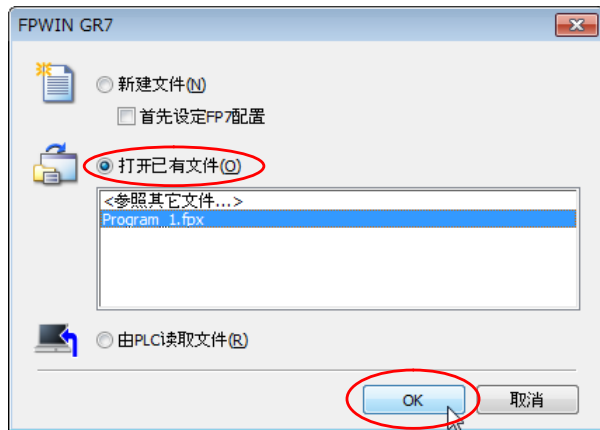 FPWIN GR7
新建文件(N)
首先设定FP7配置
打开已有文件(O)
<参照其它文件...>
Program_1.fpx
由PLC读取文件(R)
OK
取消